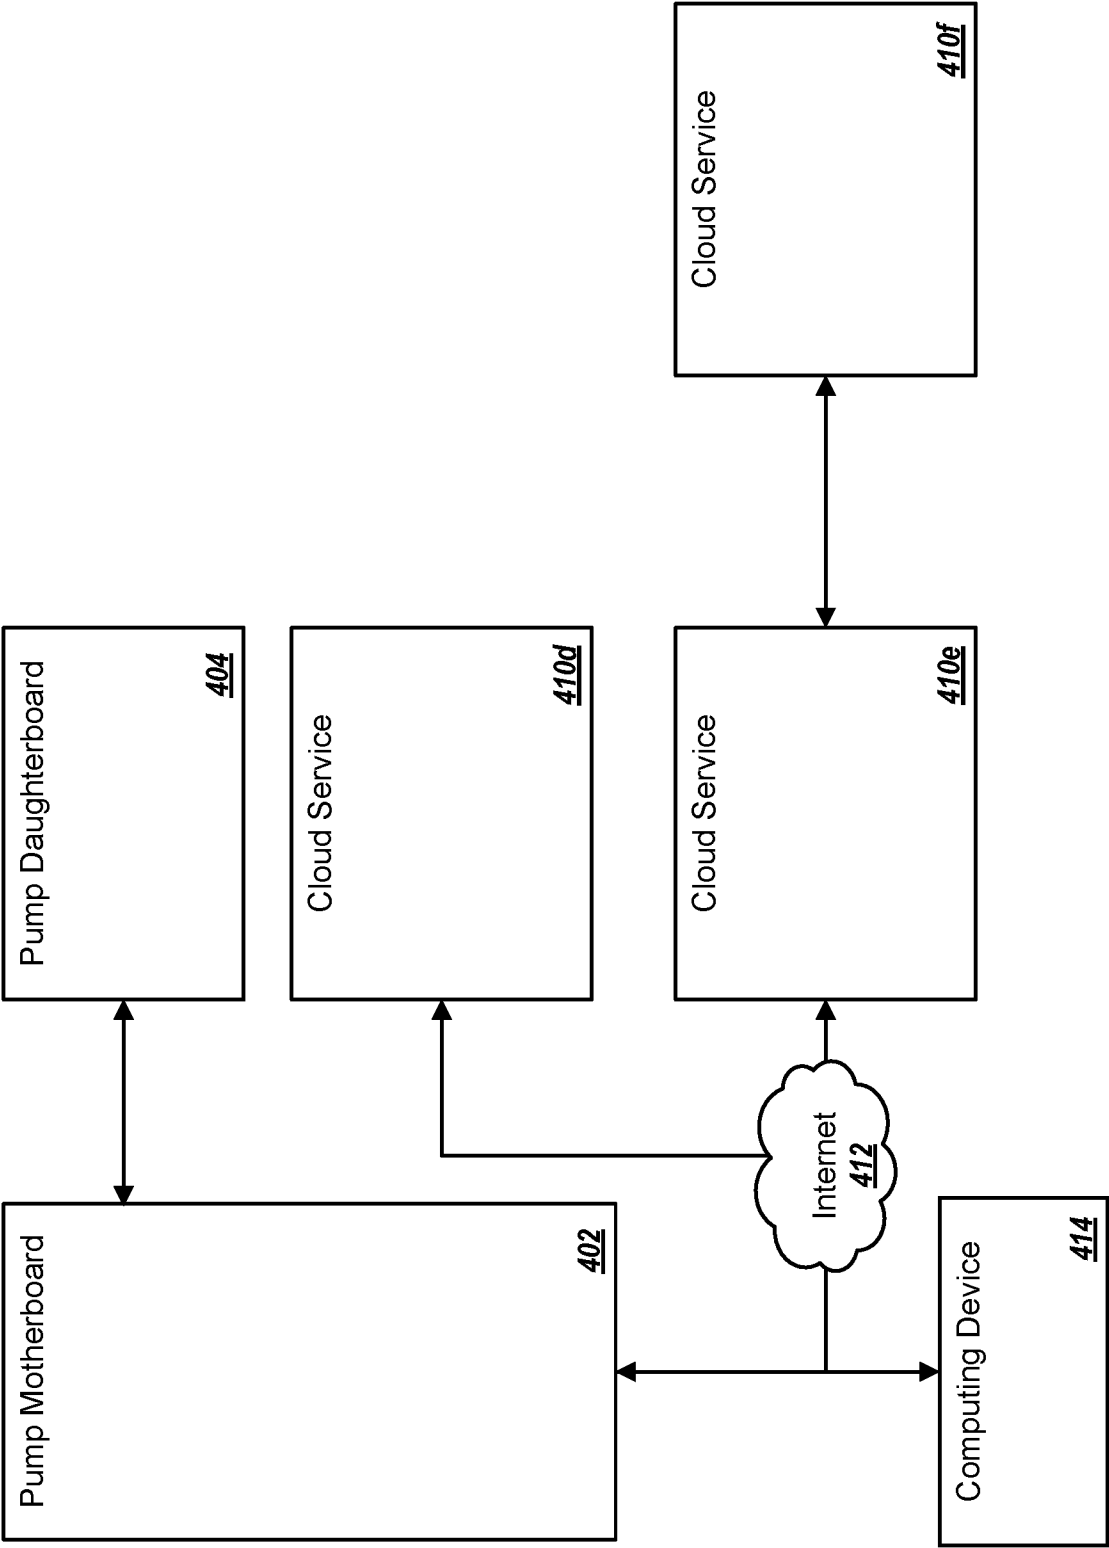 Pump Motherboard
402
Pump Daughterboard
404
Cloud Service
410d
Internet
412
Cloud Service
410e
Cloud Service
410f
Computing Device
414